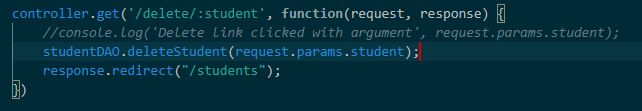 controller.get('/delete/:student', function(request, response) {
//console.log('Delete link clicked with argument', request.params.student);
studentDAO.deleteStudent(request.params.student);
response.redirect("/students");
})